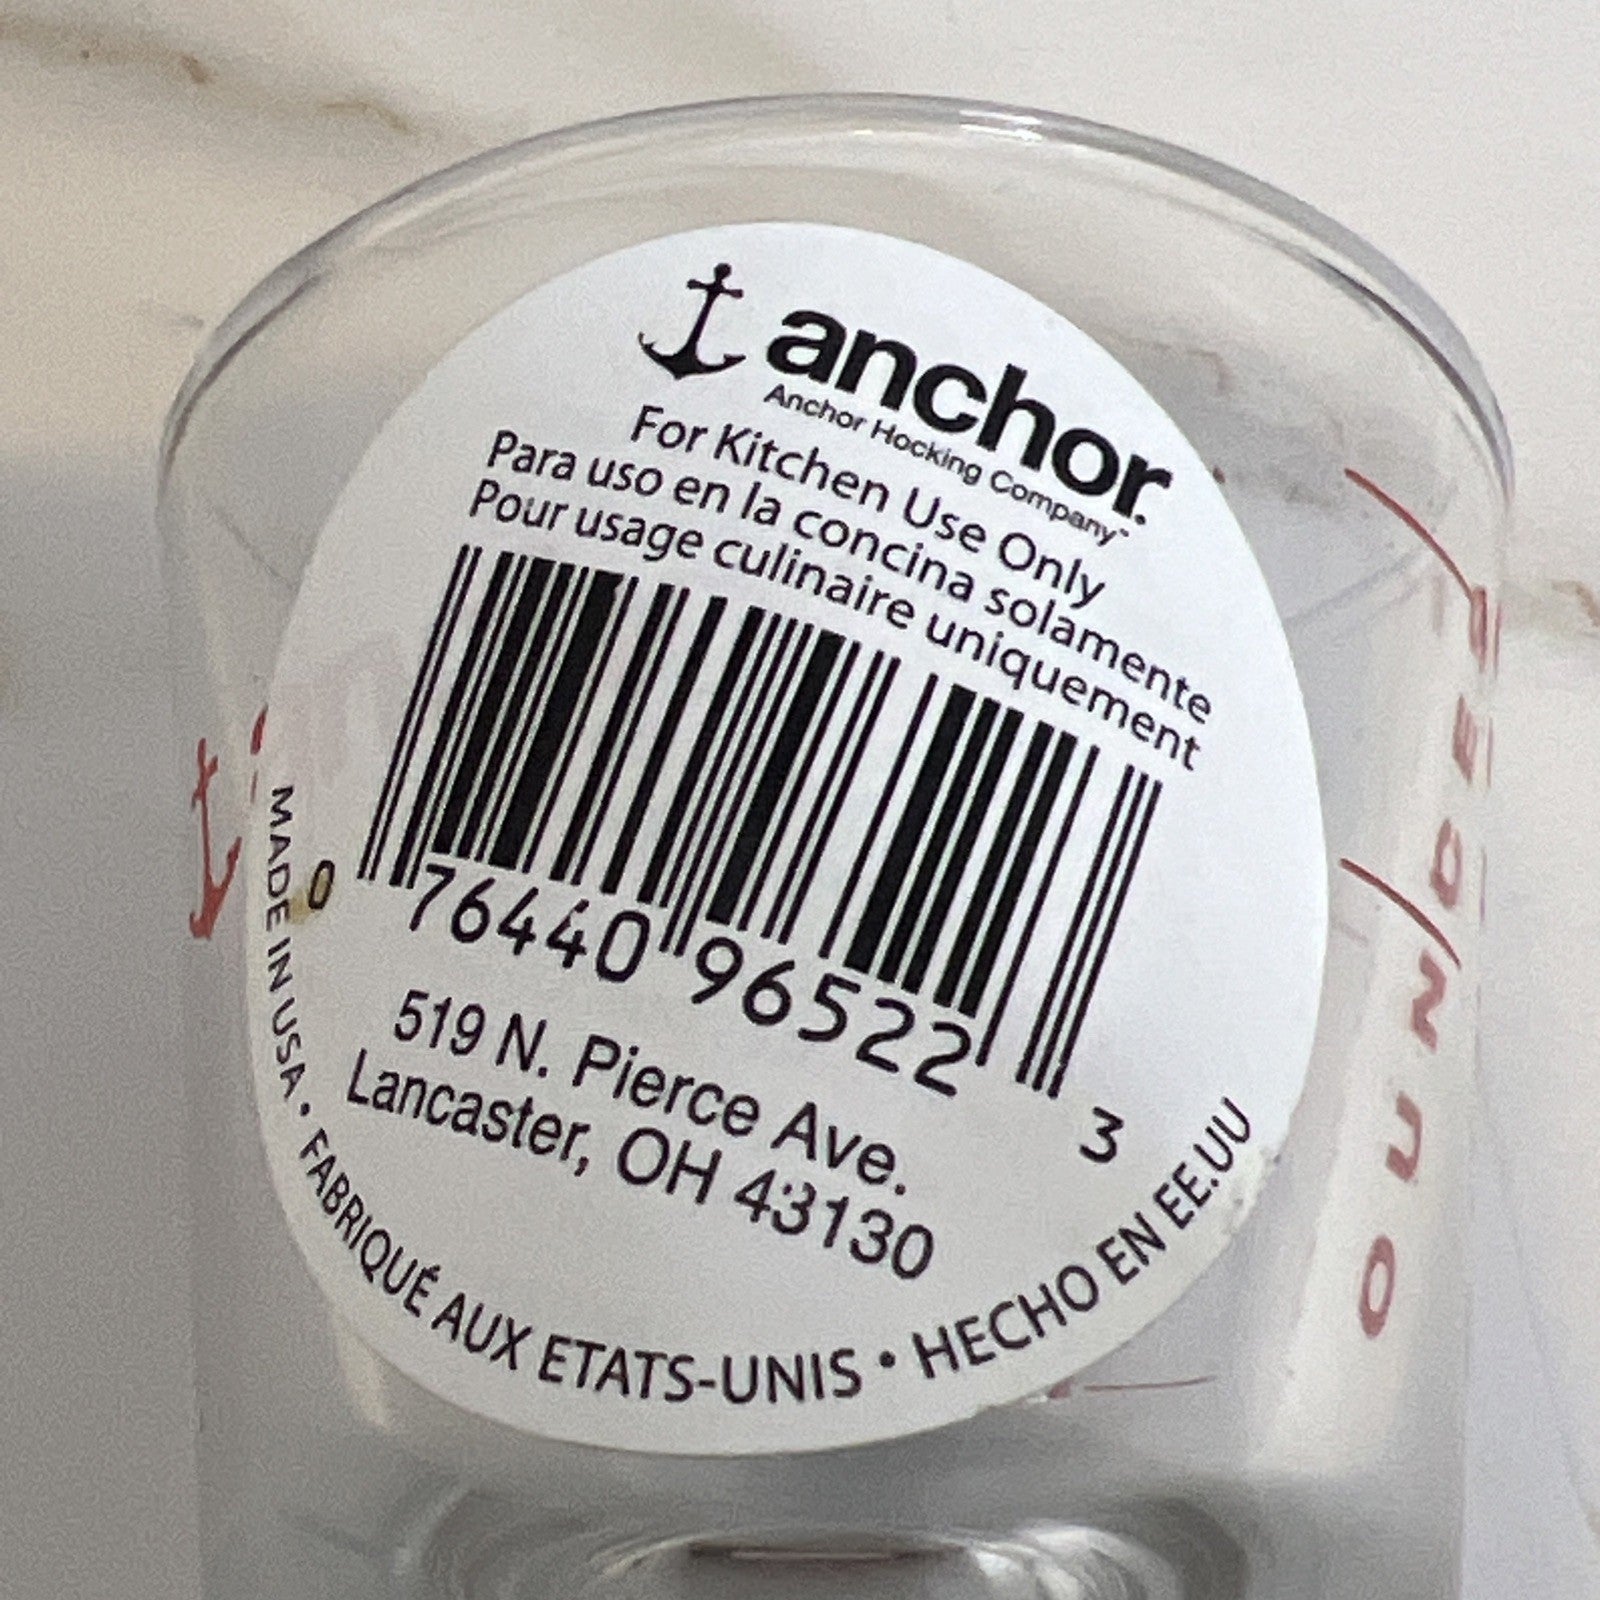 anchor.
Anchor Hocking Company™
For Kitchen Use Only
Para uso en la concina solamente
Pour usage culinaire uniquement
0 76440 96522 3
519 N. Pierce Ave.
Lancaster, OH 43130
MADE IN USA • FABRIQUÉ AUX ETATS-UNIS • HECHO EN EE.UU
OUNCES